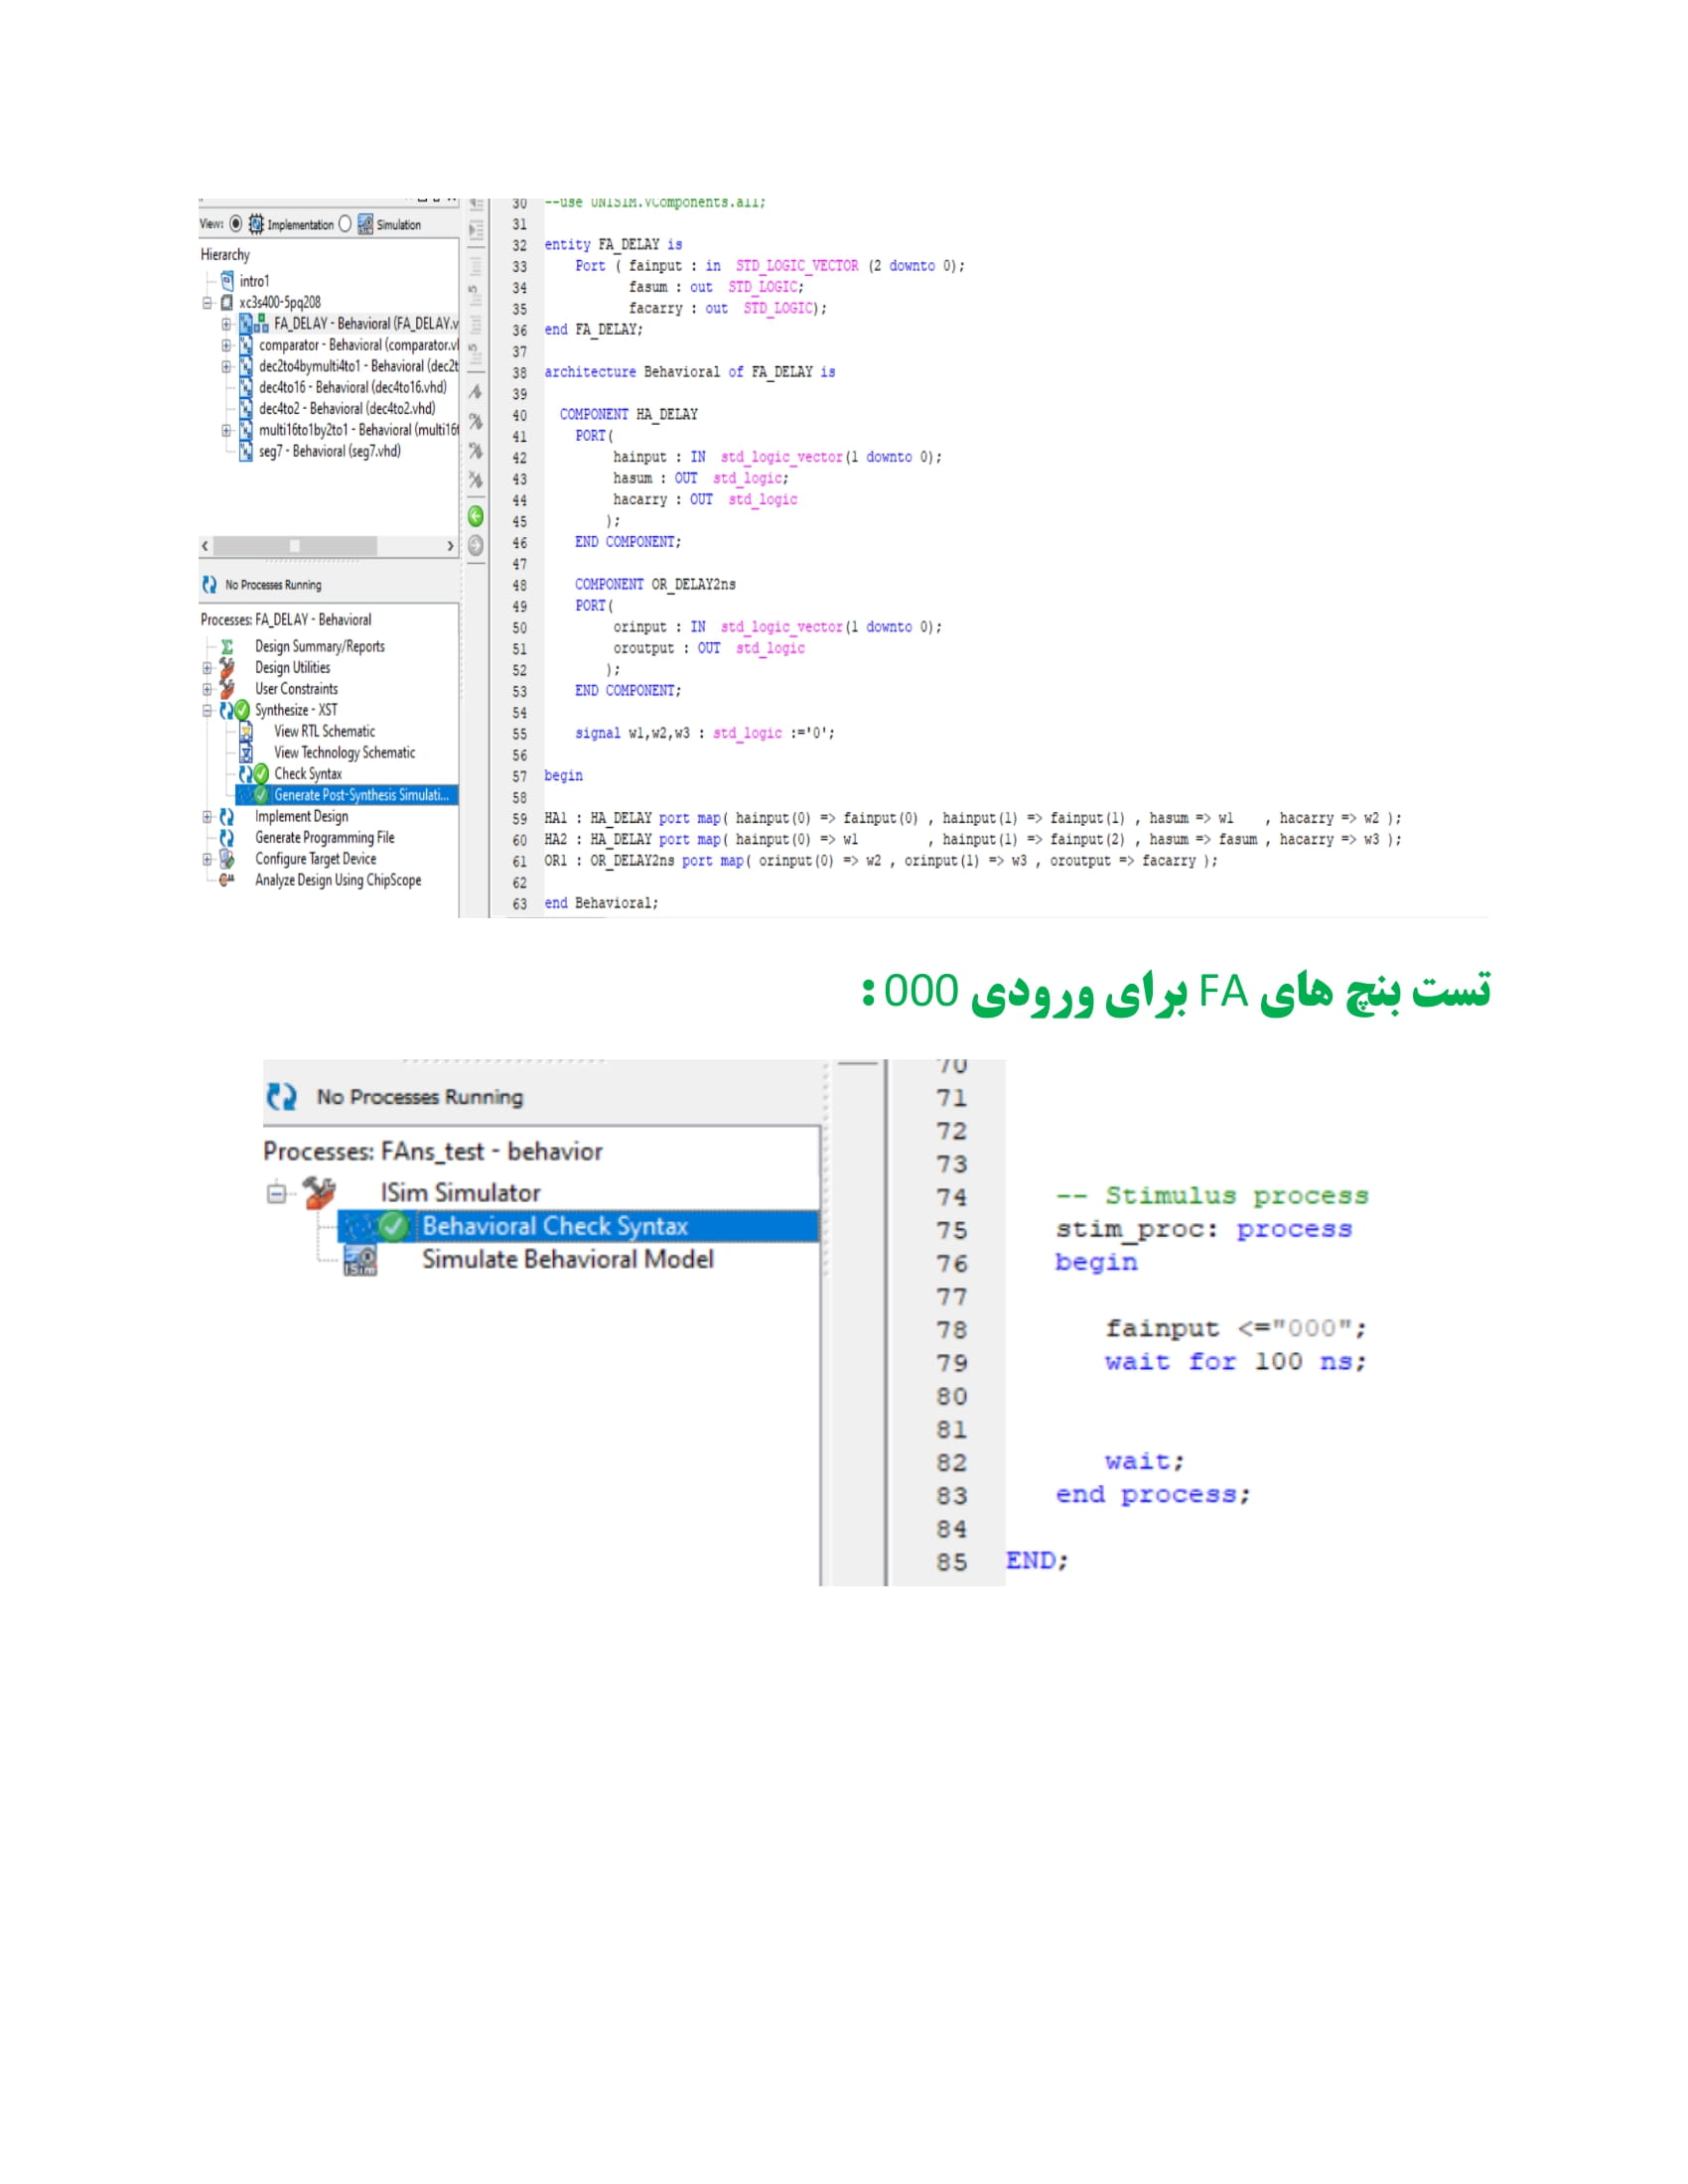 View: Implementation Simulation
Hierarchy
intro1
xc3s400-5pq208
FA_DELAY - Behavioral (FA_DELAY.v
comparator - Behavioral (comparator.vl
dec2to4bymulti4to1 - Behavioral (dec2t
dec4to16 - Behavioral (dec4to16.vhd)
dec4to2 - Behavioral (dec4to2.vhd)
multi16to1by2to1 - Behavioral (multi16t
seg7 - Behavioral (seg7.vhd)
No Processes Running
Processes: FA_DELAY - Behavioral
Design Summary/Reports
Design Utilities
User Constraints
Synthesize - XST
View RTL Schematic
View Technology Schematic
Check Syntax
Generate Post-Synthesis Simulati...
Implement Design
Generate Programming File
Configure Target Device
Analyze Design Using ChipScope
30 --use UNISIM.VComponents.all;
31
32 entity FA_DELAY is
33 Port ( fainput : in STD_LOGIC_VECTOR (2 downto 0);
34 fasum : out STD_LOGIC;
35 facarry : out STD_LOGIC);
36 end FA_DELAY;
37
38 architecture Behavioral of FA_DELAY is
39
40 COMPONENT HA_DELAY
41 PORT(
42 hainput : IN std_logic_vector(1 downto 0);
43 hasum : OUT std_logic;
44 hacarry : OUT std_logic
45 );
46 END COMPONENT;
47
48 COMPONENT OR_DELAY2ns
49 PORT(
50 orinput : IN std_logic_vector(1 downto 0);
51 oroutput : OUT std_logic
52 );
53 END COMPONENT;
54
55 signal w1,w2,w3 : std_logic :='0';
56
57 begin
58
59 HA1 : HA_DELAY port map( hainput(0) => fainput(0) , hainput(1) => fainput(1) , hasum => w1 , hacarry => w2 );
60 HA2 : HA_DELAY port map( hainput(0) => w1 , hainput(1) => fainput(2) , hasum => fasum , hacarry => w3 );
61 OR1 : OR_DELAY2ns port map( orinput(0) => w2 , orinput(1) => w3 , oroutput => facarry );
62
63 end Behavioral;
تست بنچ های FA برای ورودی 000 :
No Processes Running
Processes: FAns_test - behavior
ISim Simulator
Behavioral Check Syntax
Simulate Behavioral Model
70
71
72
73
74 -- Stimulus process
75 stim_proc: process
76 begin
77
78 fainput <="000";
79 wait for 100 ns;
80
81
82 wait;
83 end process;
84
85 END;